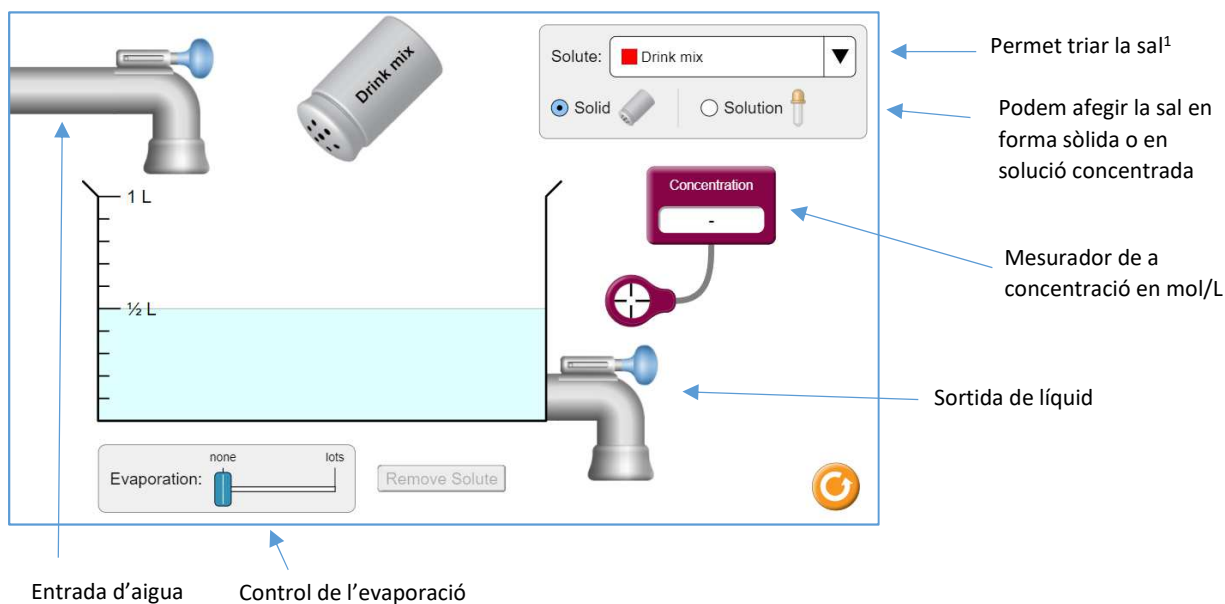 Drink mix
Solute:
Drink mix
Solid
Solution
Permet triar la sal¹
Podem afegir la sal en
forma sòlida o en
solució concentrada
1 L
Concentration
-
Mesurador de a
concentració en mol/L
½ L
Sortida de líquid
none
lots
Evaporation:
Remove Solute
Entrada d’aigua
Control de l’evaporació